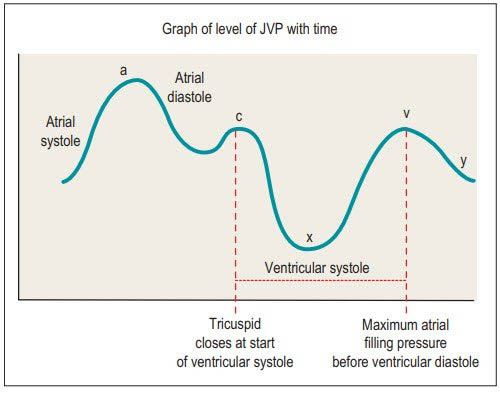 Graph of level of JVP with time
a
Atrial
diastole
Atrial
systole
c
v
y
x
Ventricular systole
Tricuspid
closes at start
of ventricular systole
Maximum atrial
filling pressure
before ventricular diastole